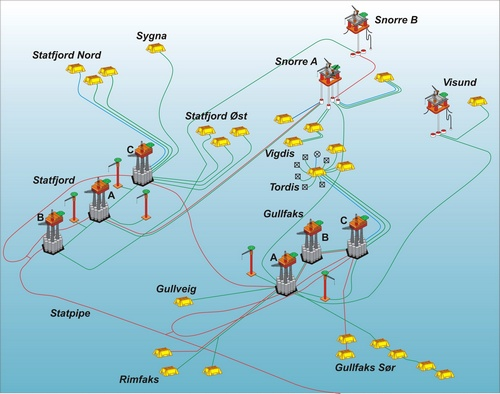 Snorre B
Sygna
Statfjord Nord
Snorre A
Visund
Statfjord Øst
C
Vigdis
Statfjord
A
Tordis
B
Gullfaks
C
B
A
Gullveig
Statpipe
Rimfaks
Gullfaks Sør